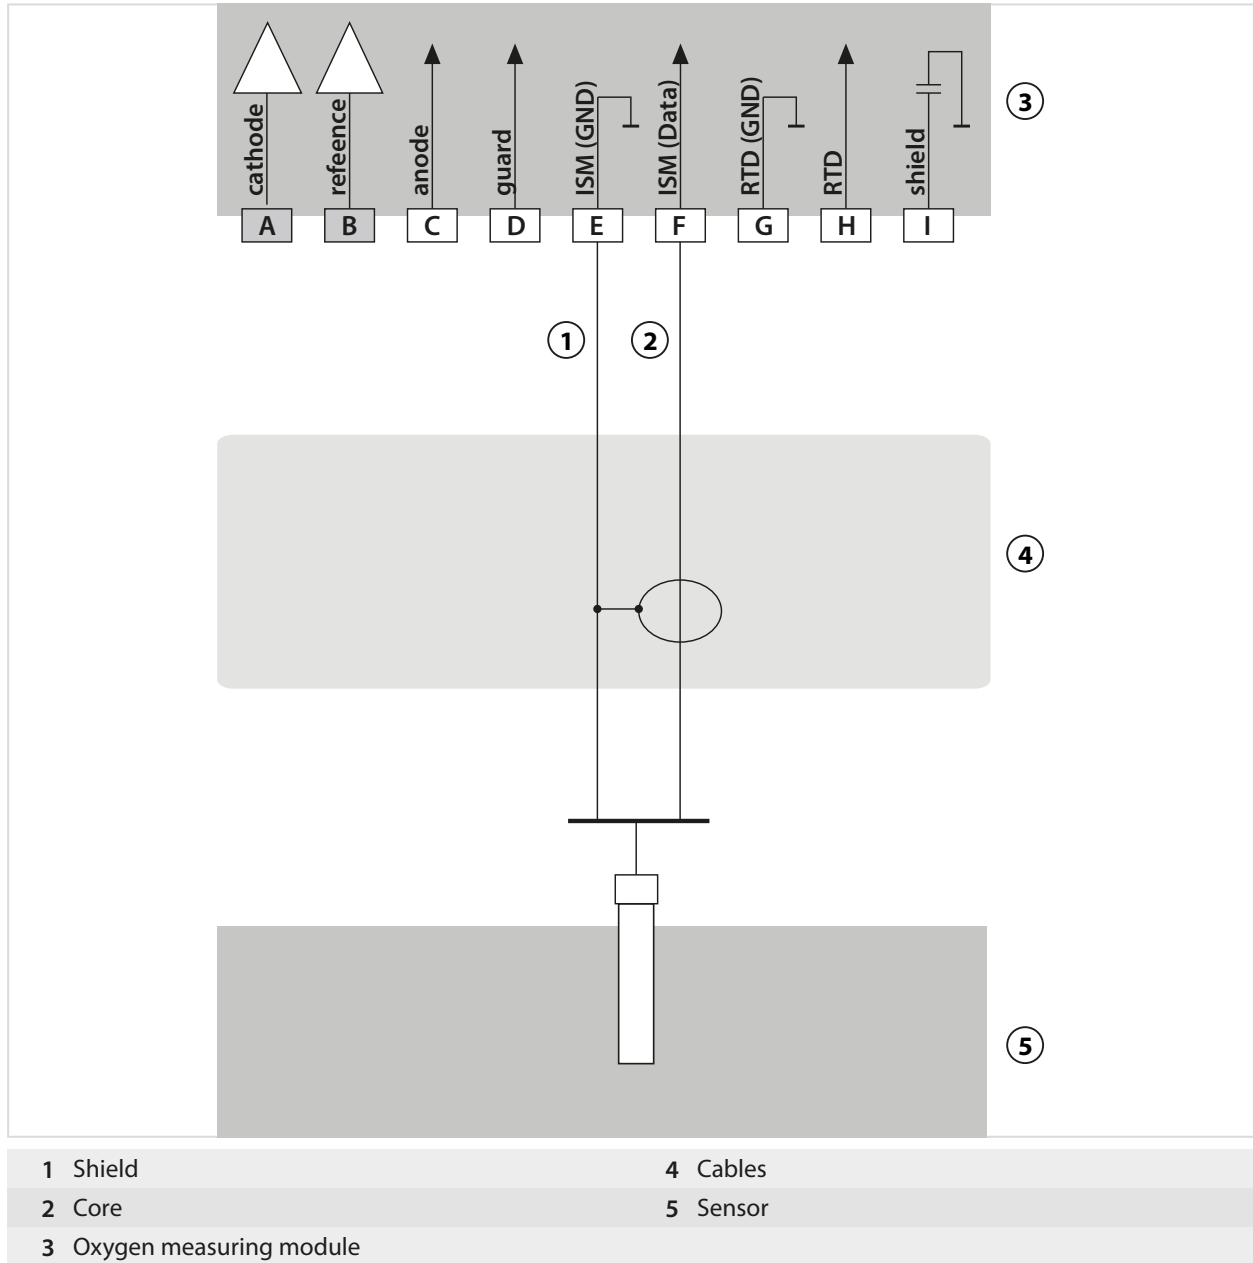 cathode
refeence
anode
guard
ISM (GND)
ISM (Data)
RTD (GND)
RTD
shield
3
A B C D E F G H I
1 2
4
5
1 Shield
4 Cables
2 Core
5 Sensor
3 Oxygen measuring module